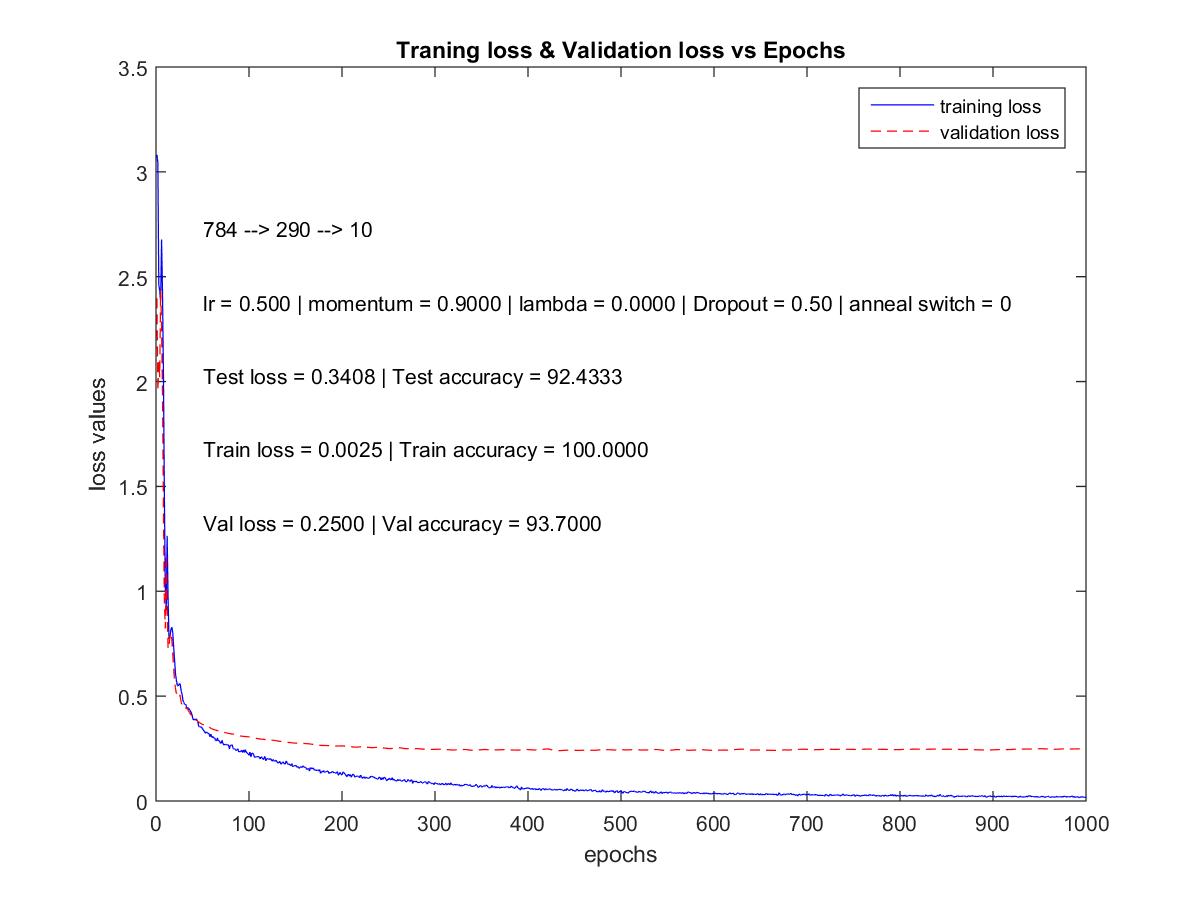 Traning loss & Validation loss vs Epochs
3.5
3
2.5
2
1.5
1
0.5
0
loss values
training loss
validation loss
784 --> 290 --> 10
lr = 0.500 | momentum = 0.9000 | lambda = 0.0000 | Dropout = 0.50 | anneal switch = 0
Test loss = 0.3408 | Test accuracy = 92.4333
Train loss = 0.0025 | Train accuracy = 100.0000
Val loss = 0.2500 | Val accuracy = 93.7000
0 100 200 300 400 500 600 700 800 900 1000
epochs